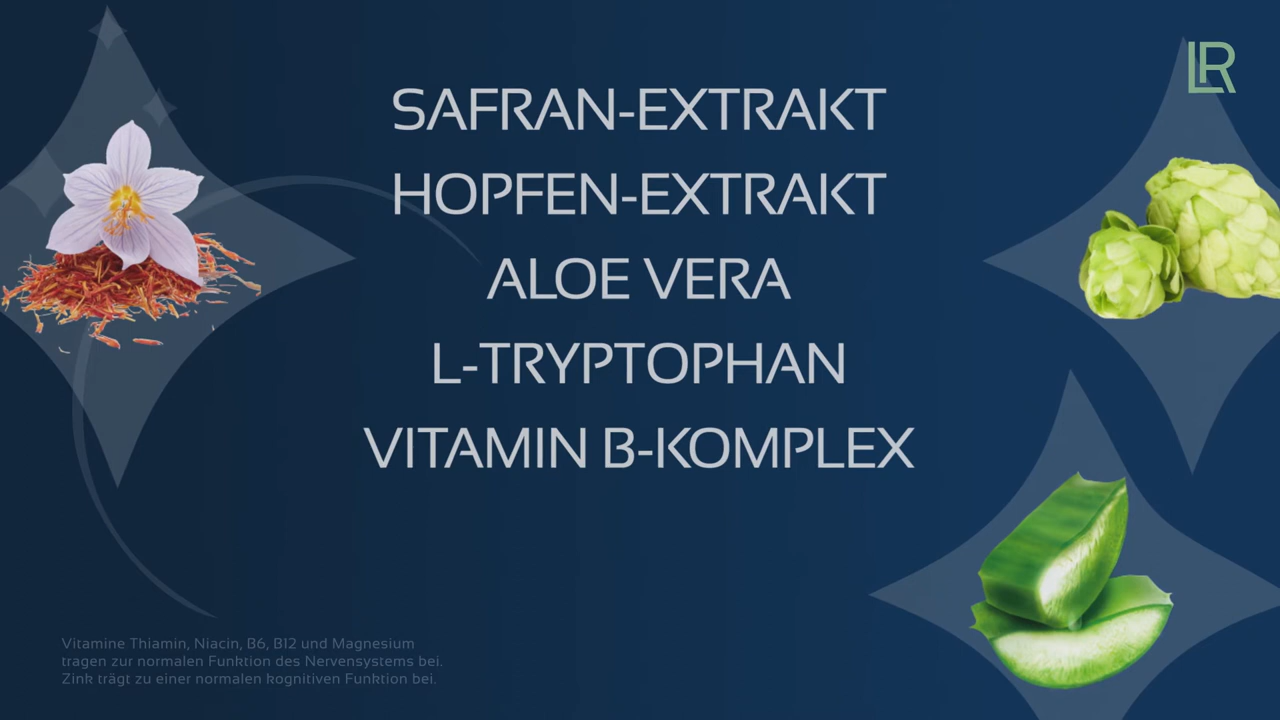 LR
SAFRAN-EXTRAKT
HOPFEN-EXTRAKT
ALOE VERA
L-TRYPTOPHAN
VITAMIN B-KOMPLEX
Vitamine Thiamin, Niacin, B6, B12 und Magnesium
tragen zur normalen Funktion des Nervensystems bei.
Zink trägt zu einer normalen kognitiven Funktion bei.